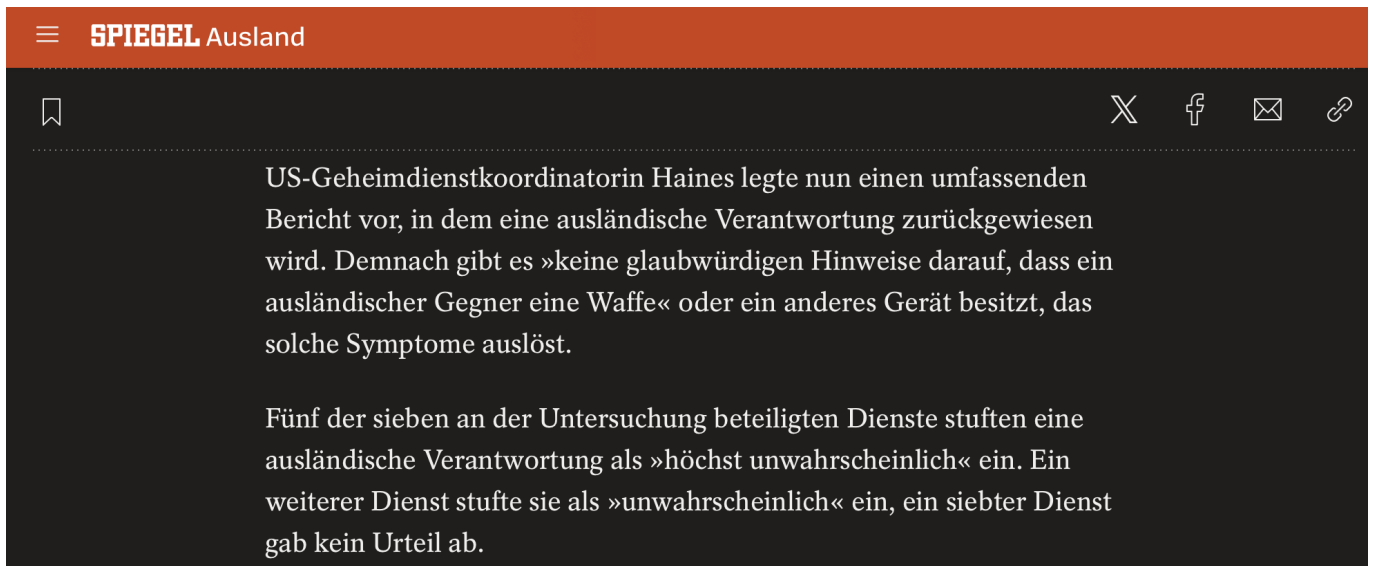 SPIEGEL Ausland
US-Geheimdienstkoordinatorin Haines legte nun einen umfassenden
Bericht vor, in dem eine ausländische Verantwortung zurückgewiesen
wird. Demnach gibt es »keine glaubwürdigen Hinweise darauf, dass ein
ausländischer Gegner eine Waffe« oder ein anderes Gerät besitzt, das
solche Symptome auslöst.
Fünf der sieben an der Untersuchung beteiligten Dienste stuften eine
ausländische Verantwortung als »höchst unwahrscheinlich« ein. Ein
weiterer Dienst stufte sie als »unwahrscheinlich« ein, ein siebter Dienst
gab kein Urteil ab.